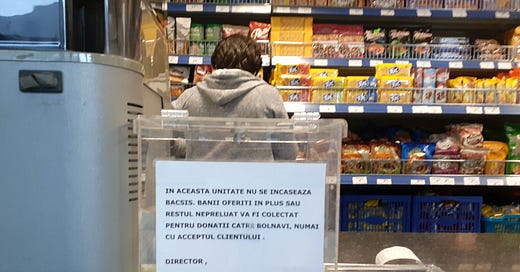 IN ACEASTA UNITATE NU SE INCASEAZA
BACSIS. BANII OFERITI IN PLUS SAU
RESTUL NEPRELUAT VA FI COLECTAT
PENTRU DONATII CATRE BOLNAVI, NUMAI
CU ACCEPTUL CLIENTULUI .
DIRECTOR ,